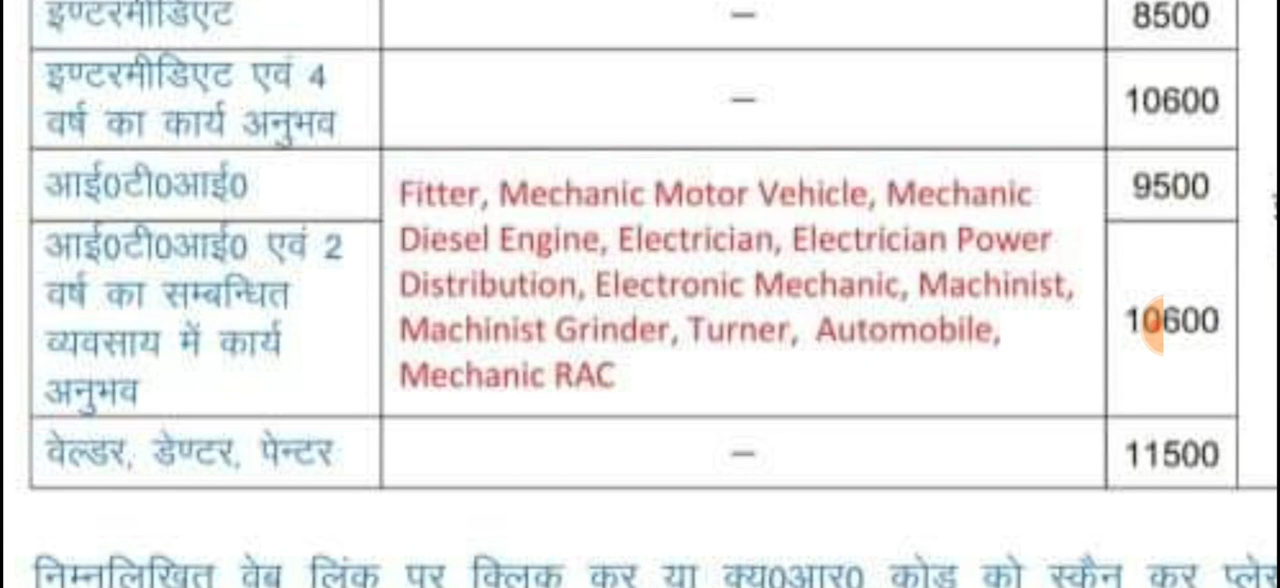 इण्टरमीडिएट — 8500
इण्टरमीडिएट एवं 4
वर्ष का कार्य अनुभव
— 10600
आई0टी0आई0
9500
Fitter, Mechanic Motor Vehicle, Mechanic
Diesel Engine, Electrician, Electrician Power
Distribution, Electronic Mechanic, Machinist,
Machinist Grinder, Turner, Automobile,
Mechanic RAC
आई0टी0आई0 एवं 2
वर्ष का सम्बन्धित
व्यवसाय में कार्य
अनुभव
10600
वेल्डर, डेण्टर, पेन्टर — 11500
निम्नलिखित वेब लिंक पर क्लिक कर या क्यू0आर0 कोड को स्कैन कर